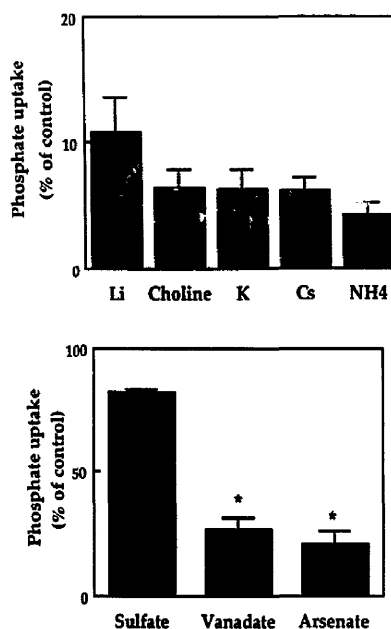 20
10
0
Phosphate uptake
(% of control)
Li Choline K Cs NH4
100
50
0
Phosphate uptake
(% of control)
* *
Sulfate Vanadate Arsenate